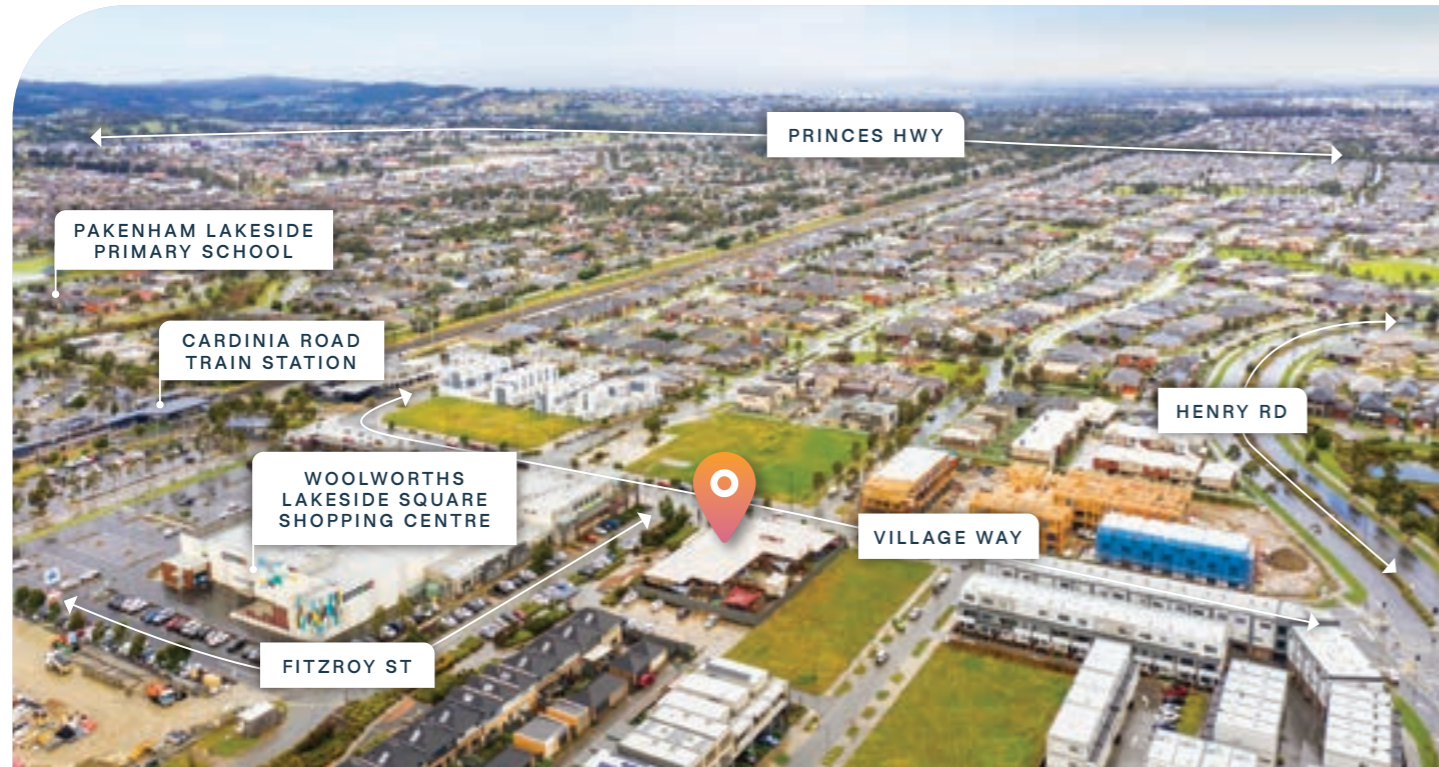 PRINCES HWY
PAKENHAM LAKESIDE
PRIMARY SCHOOL
CARDINIA ROAD
TRAIN STATION
HENRY RD
WOOLWORTHS
LAKESIDE SQUARE
SHOPPING CENTRE
VILLAGE WAY
FITZROY ST